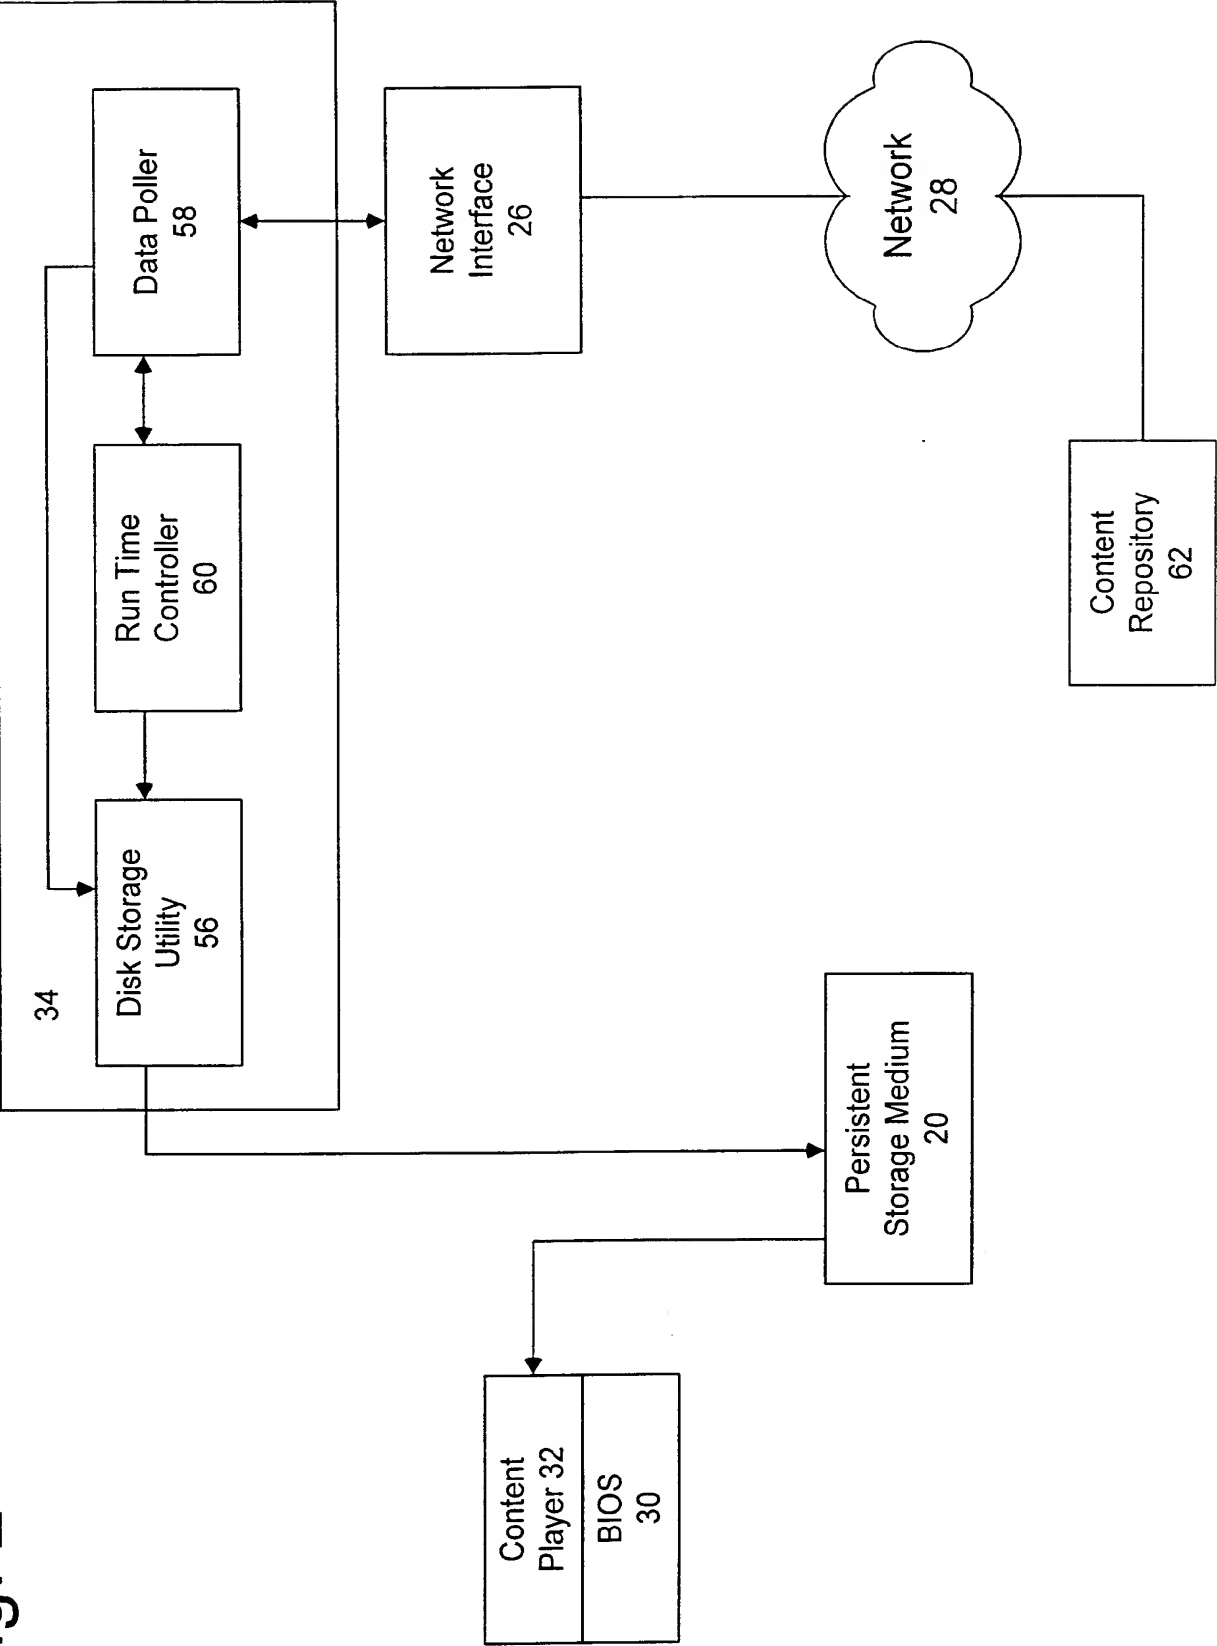 34
Disk Storage
Utility
56
Run Time
Controller
60
Data Poller
58
Network
Interface
26
Content
Player 32
BIOS
30
Persistent
Storage Medium
20
Network
28
Content
Repository
62